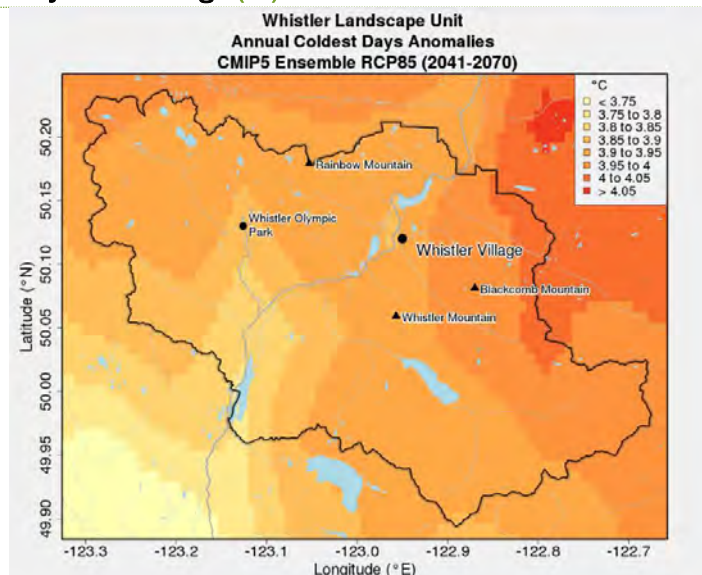 Whistler Landscape Unit
Annual Coldest Days Anomalies
CMIP5 Ensemble RCP85 (2041-2070)
°C
< 3.75
3.75 to 3.8
3.8 to 3.85
3.85 to 3.9
3.9 to 3.95
3.95 to 4
4 to 4.05
> 4.05
Rainbow Mountain
Whistler Olympic
Park
Whistler Village
Blackcomb Mountain
Whistler Mountain
Latitude (°N)
50.20
50.15
50.10
50.05
50.00
49.95
49.90
-123.3 -123.2 -123.1 -123.0 -122.9 -122.8 -122.7
Longitude (°E)